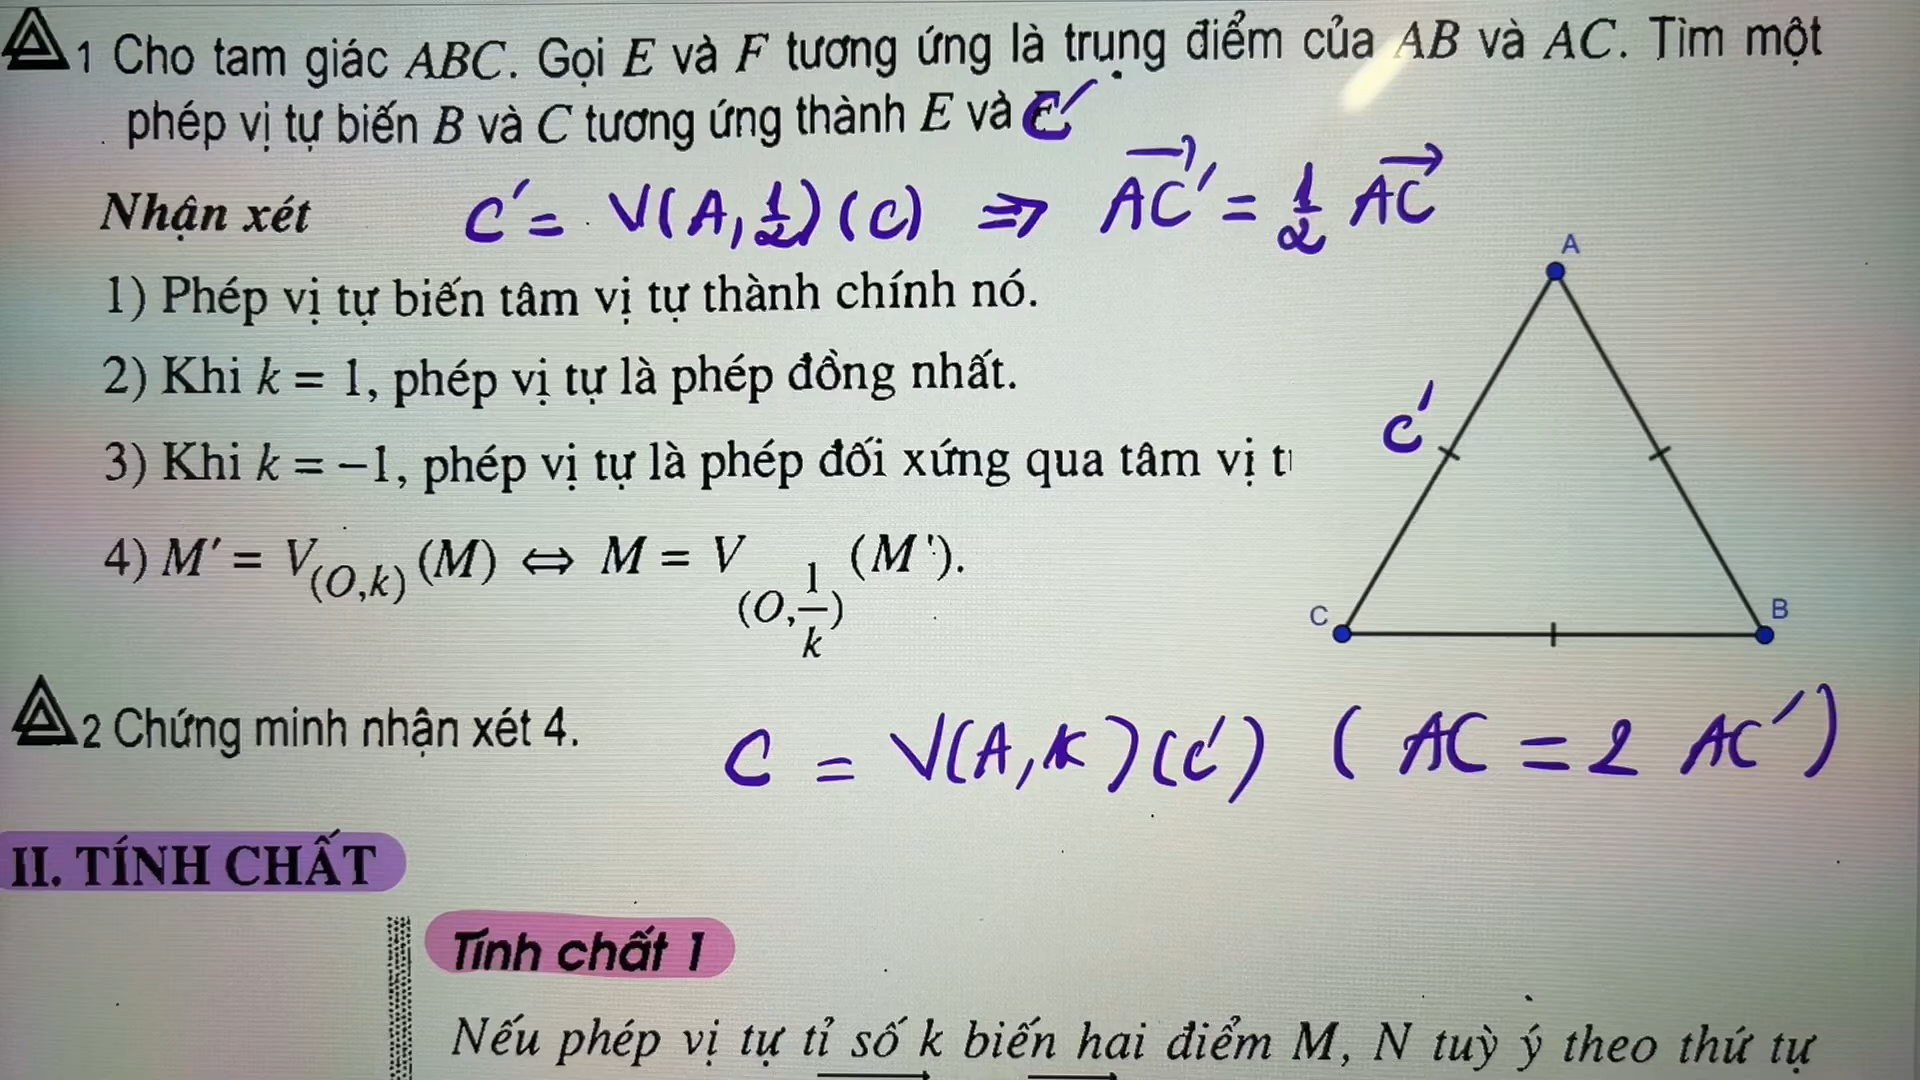 1 Cho tam giác ABC. Gọi E và F tương ứng là trung điểm của AB và AC. Tìm một
phép vị tự biến B và C tương ứng thành E và C'
Nhận xét
C' = V(A, 1/2) (C) ⇒ AC' = 1/2 AC
1) Phép vị tự biến tâm vị tự thành chính nó.
2) Khi k = 1, phép vị tự là phép đồng nhất.
3) Khi k = −1, phép vị tự là phép đối xứng qua tâm vị
4) M' = V(O,k) (M) ⇔ M = V(O,1/k) (M').
A
C'
C
B
2 Chứng minh nhận xét 4.
C = V(A, k) (C') ( AC = 2 AC' )
II. TÍNH CHẤT
Tính chất 1
Nếu phép vị tự tỉ số k biến hai điểm M, N tuỳ ý theo thứ tự